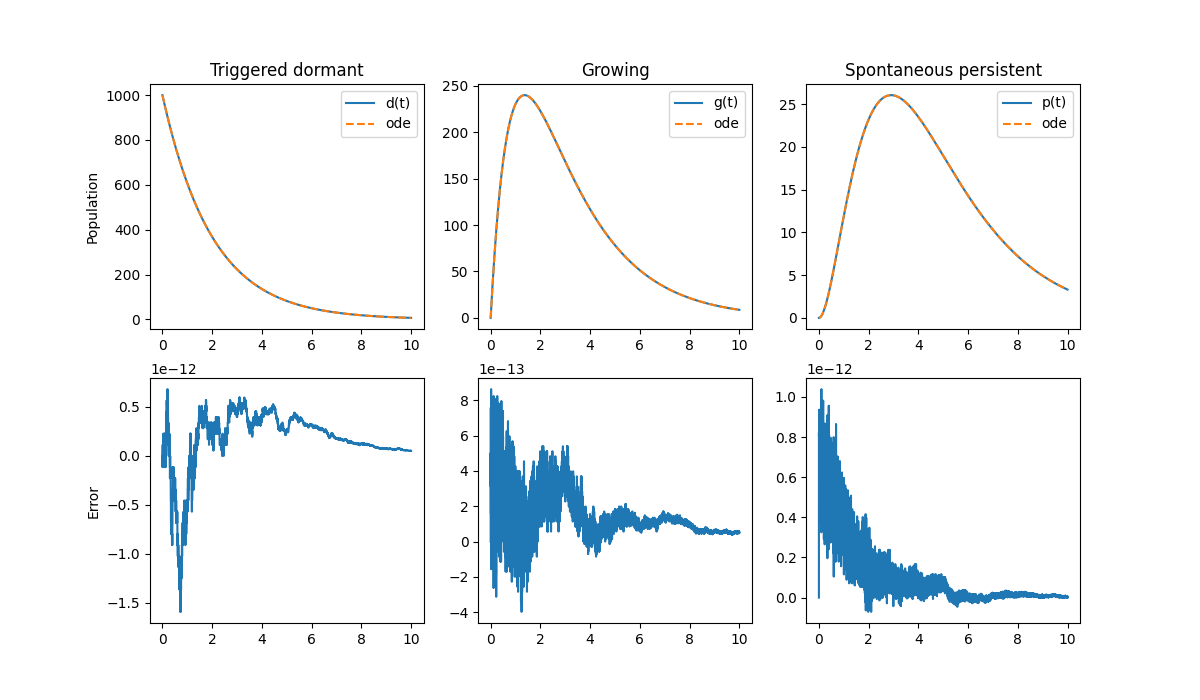 Triggered dormant
Growing
Spontaneous persistent
Population
1000
800
600
400
200
0
d(t)
ode
0 2 4 6 8 10
250
200
150
100
50
0
g(t)
ode
0 2 4 6 8 10
25
20
15
10
5
0
p(t)
ode
0 2 4 6 8 10
Error
1e−12
0.5
0.0
−0.5
−1.0
−1.5
0 2 4 6 8 10
1e−13
8
6
4
2
0
−2
−4
0 2 4 6 8 10
1e−12
1.0
0.8
0.6
0.4
0.2
0.0
0 2 4 6 8 10